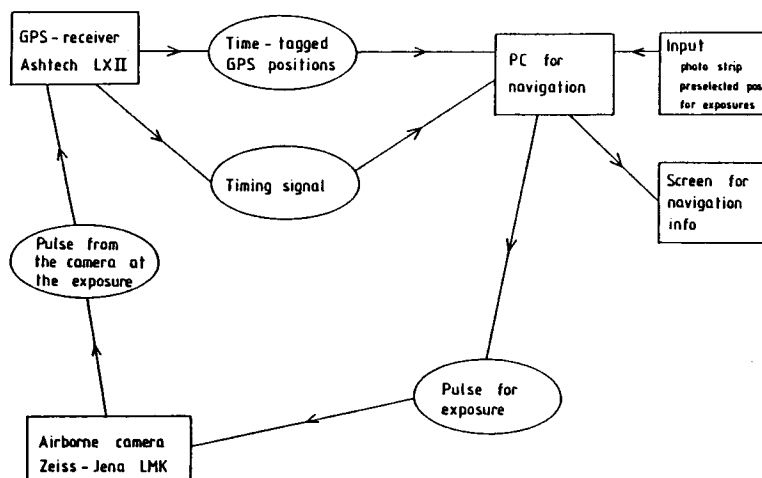 GPS-receiver
Ashtech LXII
Time-tagged
GPS positions
PC for
navigation
Input
photo strip
preselected pos
for exposures
Timing signal
Screen for
navigation
info
Pulse from
the camera at
the exposure
Pulse for
exposure
Airborne camera
Zeiss-Jena LMK